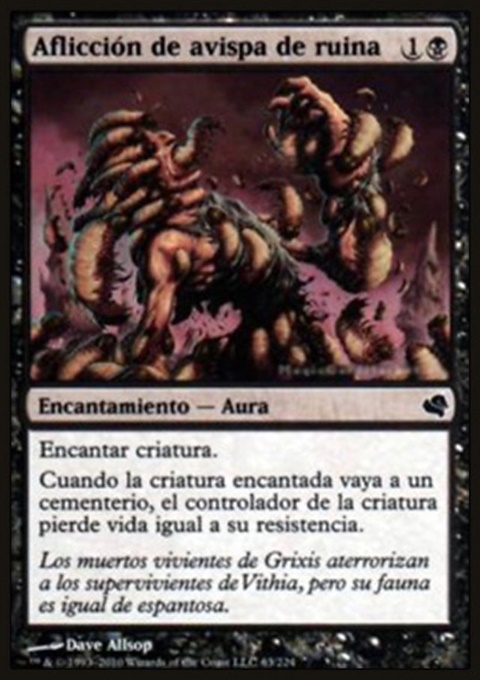 Aflicción de avispa de ruina 1
Encantamiento — Aura
Encantar criatura.
Cuando la criatura encantada vaya a un
cementerio, el controlador de la criatura
pierde vida igual a su resistencia.
Los muertos vivientes de Grixis aterrorizan
a los supervivientes de Vithia, pero su fauna
es igual de espantosa.
Dave Allsop
™ & © 1993–2010 Wizards of the Coast LLC 63/224